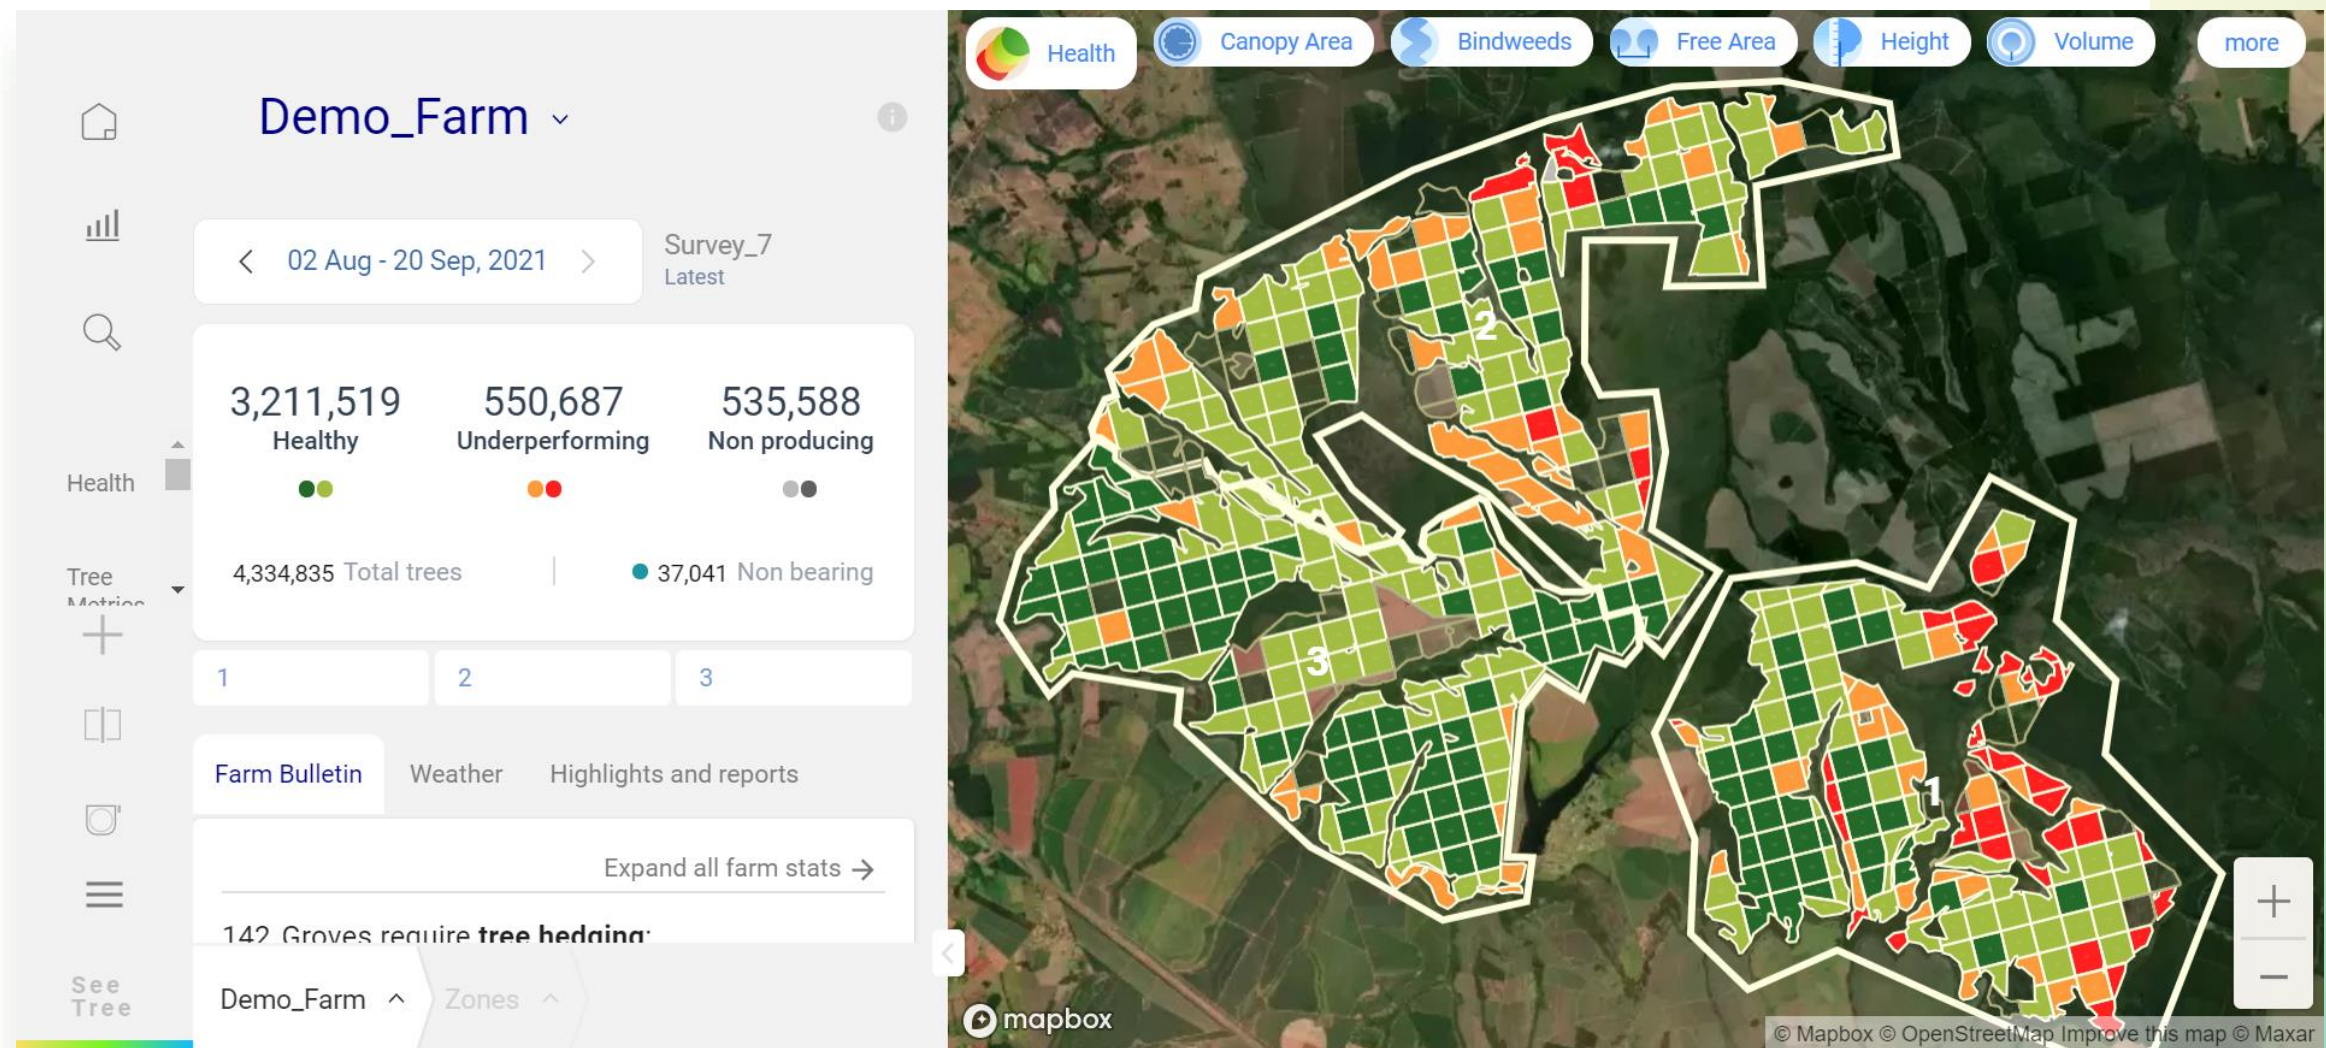 Demo_Farm
02 Aug - 20 Sep, 2021
Survey_7
Latest
3,211,519
Healthy
550,687
Underperforming
535,588
Non producing
4,334,835 Total trees
37,041 Non bearing
Health
Tree
Metrics
1
2
3
Farm Bulletin
Weather
Highlights and reports
Expand all farm stats
142 Groves require tree hedging:
Demo_Farm
Zones
See
Tree
Health
Canopy Area
Bindweeds
Free Area
Height
Volume
more
2
3
1
mapbox
© Mapbox © OpenStreetMap Improve this map © Maxar